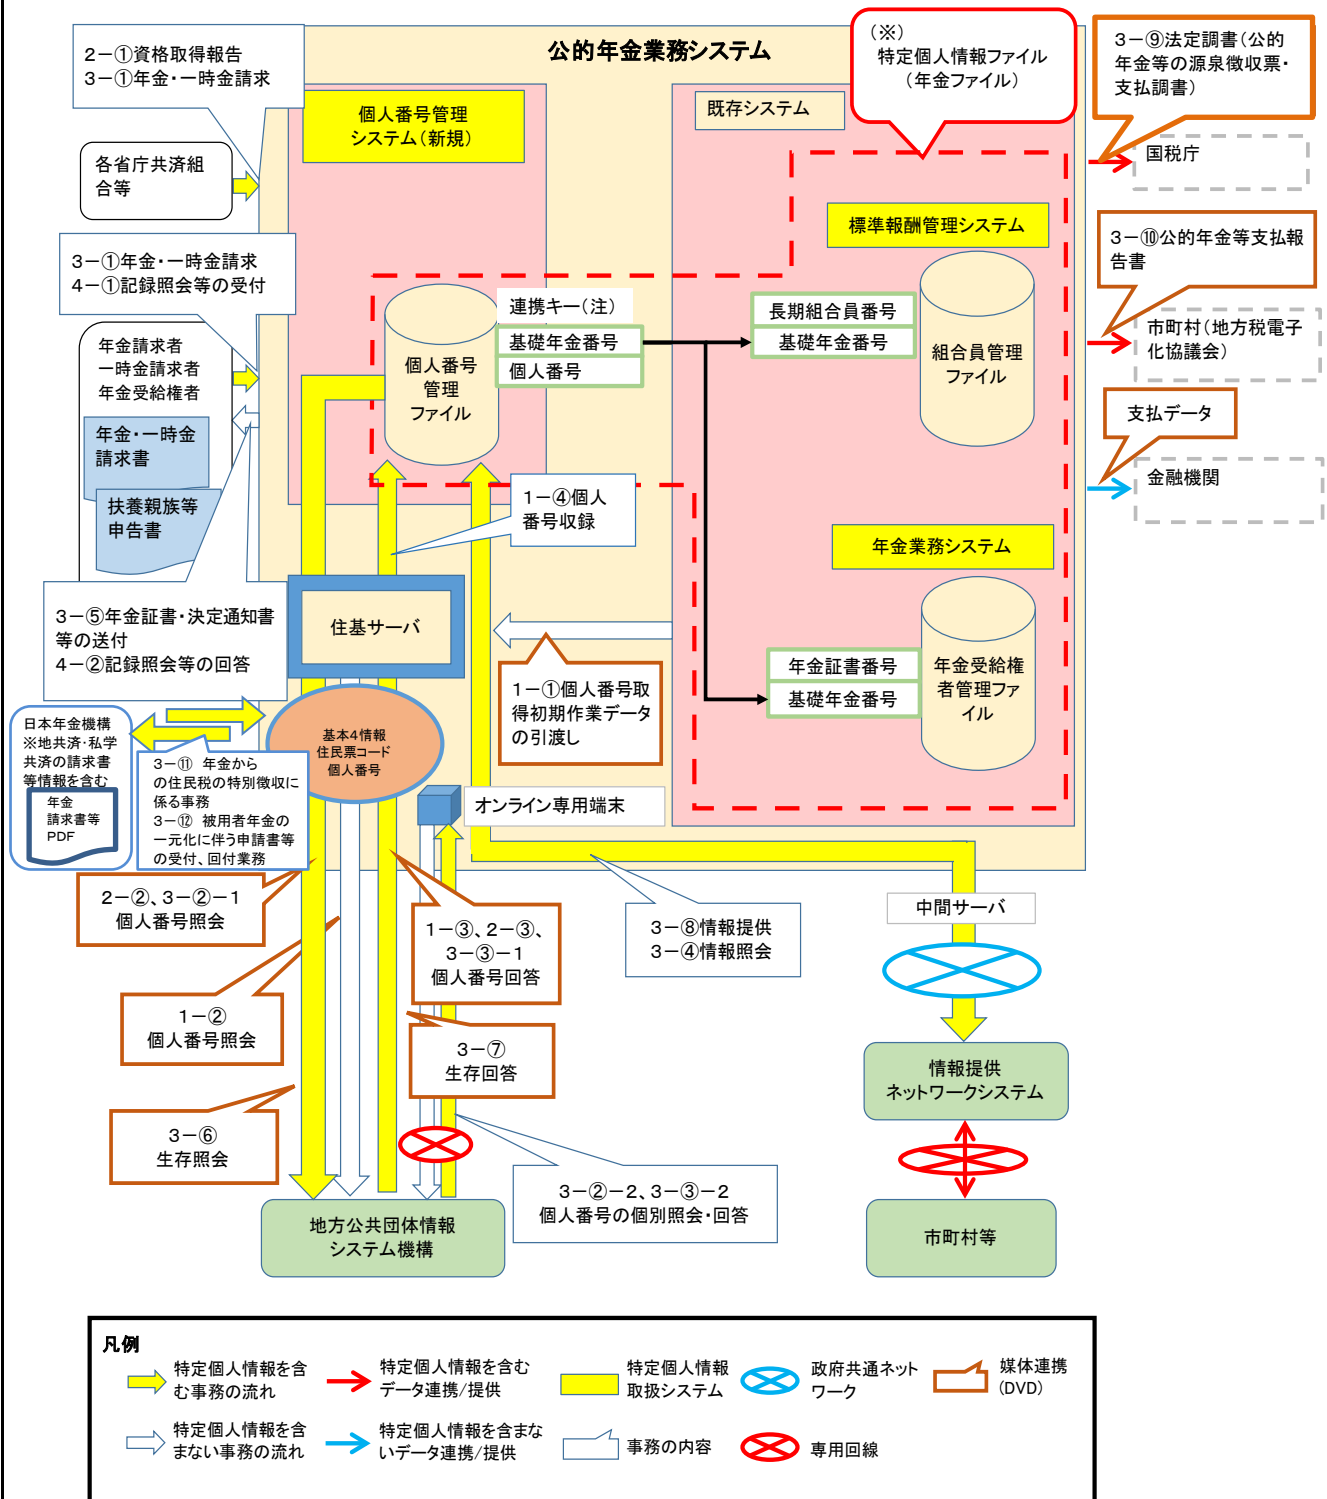 公的年金業務システム
2－①資格取得報告
3－①年金・一時金請求
個人番号管理
システム（新規）
既存システム
（※）
特定個人情報ファイル
（年金ファイル）
3－⑨法定調書（公的
年金等の源泉徴収票・
支払調書）
国税庁
各省庁共済組
合等
標準報酬管理システム
3－⑩公的年金等支払報
告書
市町村（地方税電子
化協議会）
3－①年金・一時金請求
4－①記録照会等の受付
連携キー（注）
基礎年金番号
個人番号
長期組合員番号
基礎年金番号
組合員管理
ファイル
個人番号
管理
ファイル
年金請求者
一時金請求者
年金受給権者
年金・一時金
請求書
扶養親族等
申告書
支払データ
金融機関
1－④個人
番号収録
年金業務システム
3－⑤年金証書・決定通知書
等の送付
4－②記録照会等の回答
住基サーバ
1－①個人番号取
得初期作業データ
の引渡し
年金証書番号
基礎年金番号
年金受給権
者管理ファ
イル
日本年金機構
※地共済・私学
共済の請求書
等情報を含む
年金
請求書等
PDF
3－⑪ 年金から
の住民税の特別徴収に
係る事務
3－⑫ 被用者年金の
一元化に伴う申請書等
の受付、回付業務
基本4情報
住民票コード
個人番号
オンライン専用端末
2－②、3－②－1
個人番号照会
1－③、2－③、
3－③－1
個人番号回答
3－⑧情報提供
3－④情報照会
中間サーバ
1－②
個人番号照会
3－⑦
生存回答
3－⑥
生存照会
情報提供
ネットワークシステム
3－②－2、3－③－2
個人番号の個別照会・回答
地方公共団体情報
システム機構
市町村等
凡例
特定個人情報を含
む事務の流れ
特定個人情報を含む
データ連携/提供
特定個人情報
取扱システム
政府共通ネット
ワーク
媒体連携
(DVD)
特定個人情報を含
まない事務の流れ
特定個人情報を含まな
いデータ連携/提供
事務の内容
専用回線